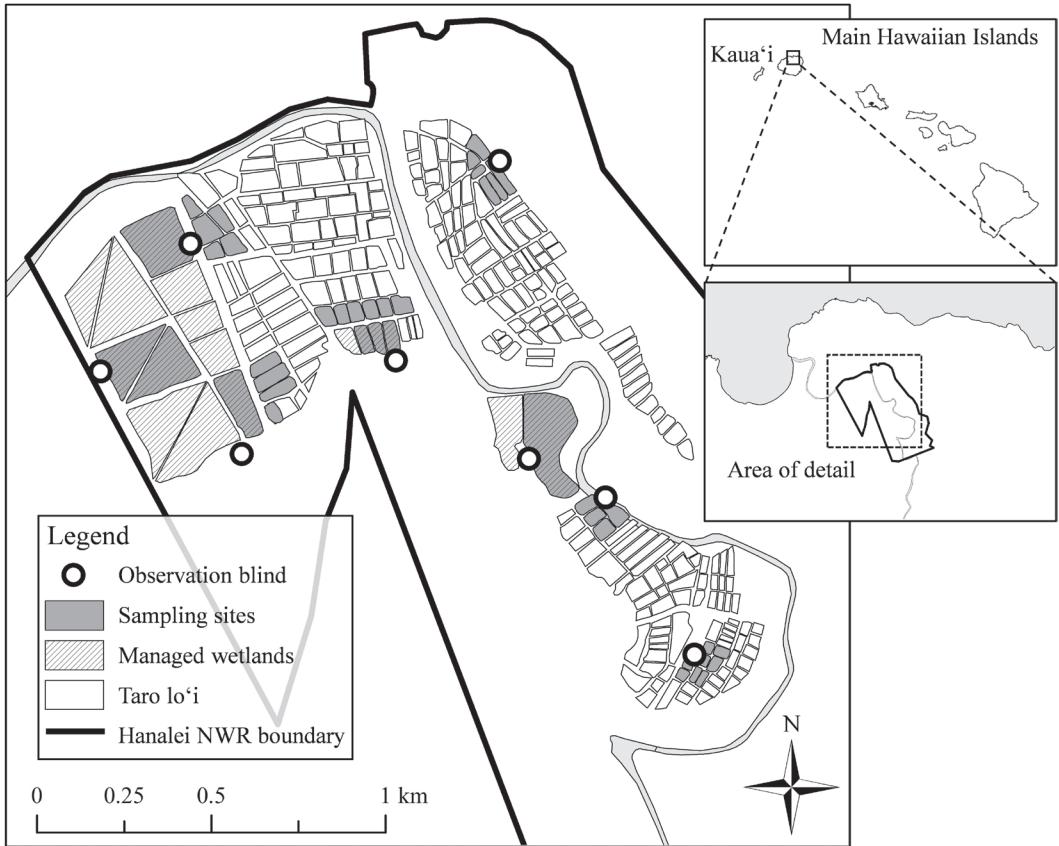 Main Hawaiian Islands
Kaua‘i
Area of detail
Legend
Observation blind
Sampling sites
Managed wetlands
Taro lo‘i
Hanalei NWR boundary
N
0 0.25 0.5 1 km